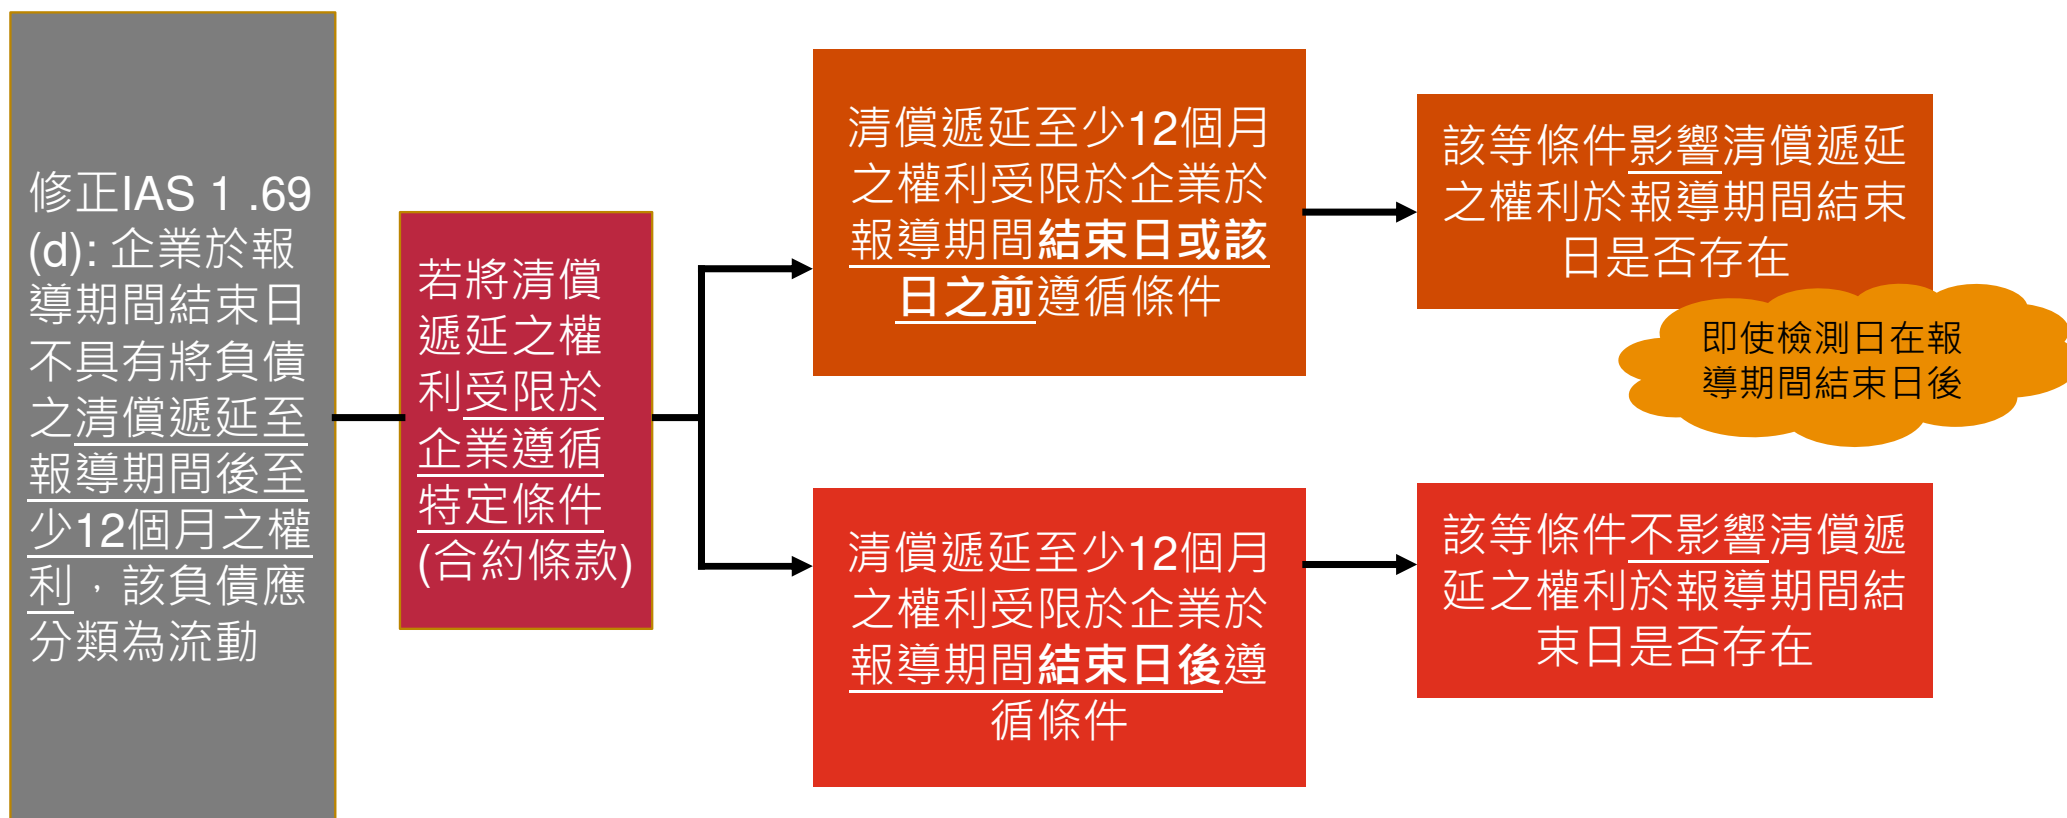 修正IAS 1 .69
(d): 企業於報
導期間結束日
不具有將負債
之清償遞延至
報導期間後至
少12個月之權
利，該負債應
分類為流動
若將清償
遞延之權
利受限於
企業遵循
特定條件
(合約條款)
清償遞延至少12個月
之權利受限於企業於
報導期間結束日或該
日之前遵循條件
該等條件影響清償遞延
之權利於報導期間結束
日是否存在
即使檢測日在報
導期間結束日後
清償遞延至少12個月
之權利受限於企業於
報導期間結束日後遵
循條件
該等條件不影響清償遞
延之權利於報導期間結
束日是否存在